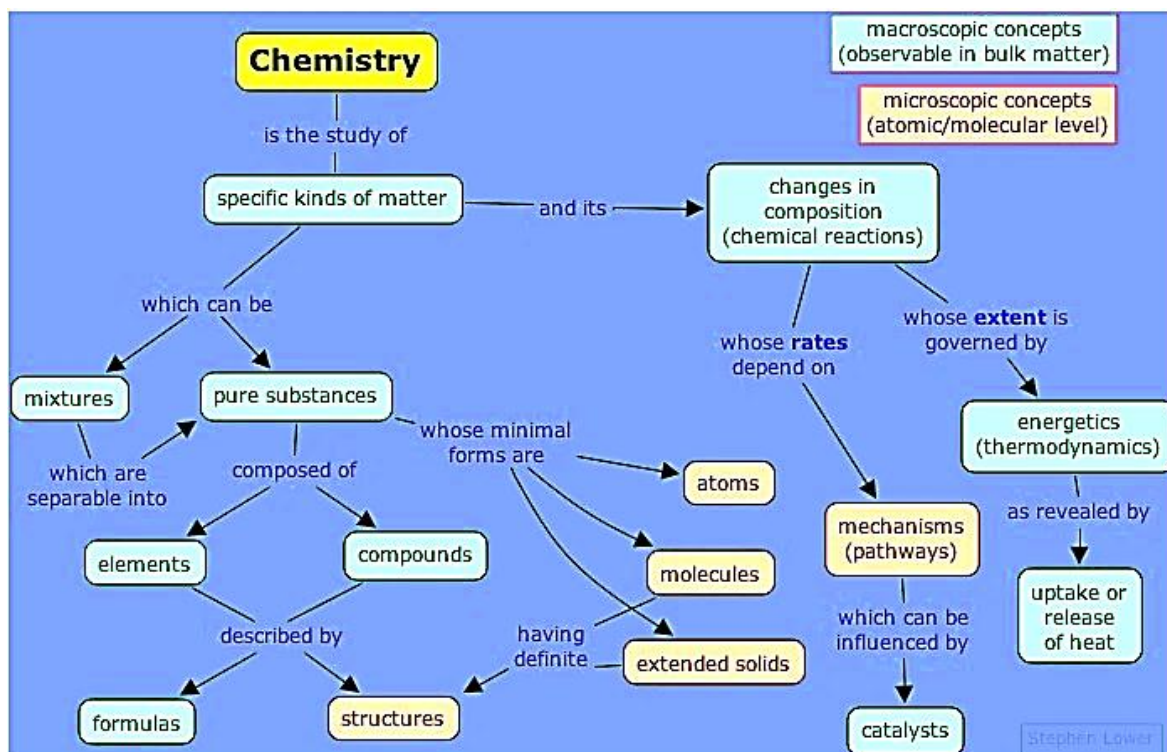 macroscopic concepts
(observable in bulk matter)
microscopic concepts
(atomic/molecular level)
Chemistry
is the study of
specific kinds of matter
and its
changes in
composition
(chemical reactions)
which can be
mixtures
pure substances
which are
separable into
composed of
elements
compounds
described by
formulas
structures
whose minimal
forms are
atoms
molecules
extended solids
having
definite
whose rates
depend on
mechanisms
(pathways)
which can be
influenced by
catalysts
whose extent is
governed by
energetics
(thermodynamics)
as revealed by
uptake or
release
of heat
Stephen Lower